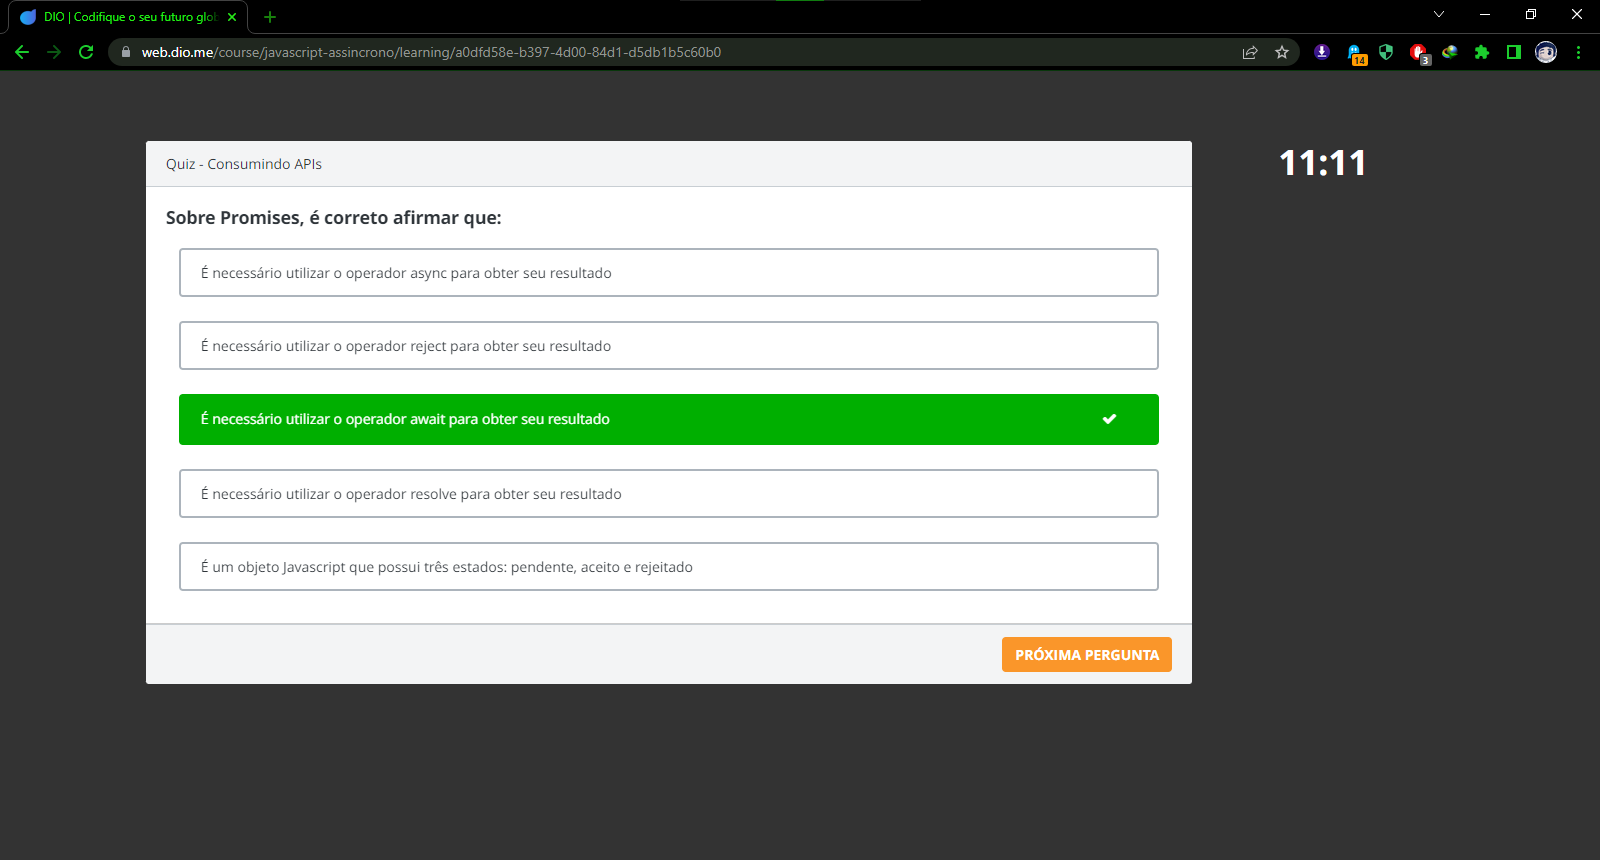 DIO | Codifique o seu futuro glob
web.dio.me/course/javascript-assincrono/learning/a0dfd58e-b397-4d00-84d1-d5db1b5c60b0
14
3
Quiz - Consumindo APIs
11:11
Sobre Promises, é correto afirmar que:
É necessário utilizar o operador async para obter seu resultado
É necessário utilizar o operador reject para obter seu resultado
É necessário utilizar o operador await para obter seu resultado
É necessário utilizar o operador resolve para obter seu resultado
É um objeto Javascript que possui três estados: pendente, aceito e rejeitado
PRÓXIMA PERGUNTA